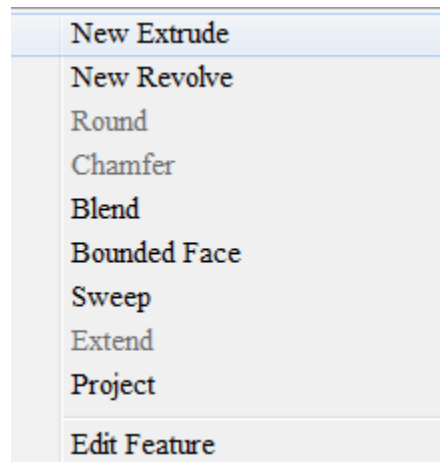 New Extrude
New Revolve
Round
Chamfer
Blend
Bounded Face
Sweep
Extend
Project
Edit Feature